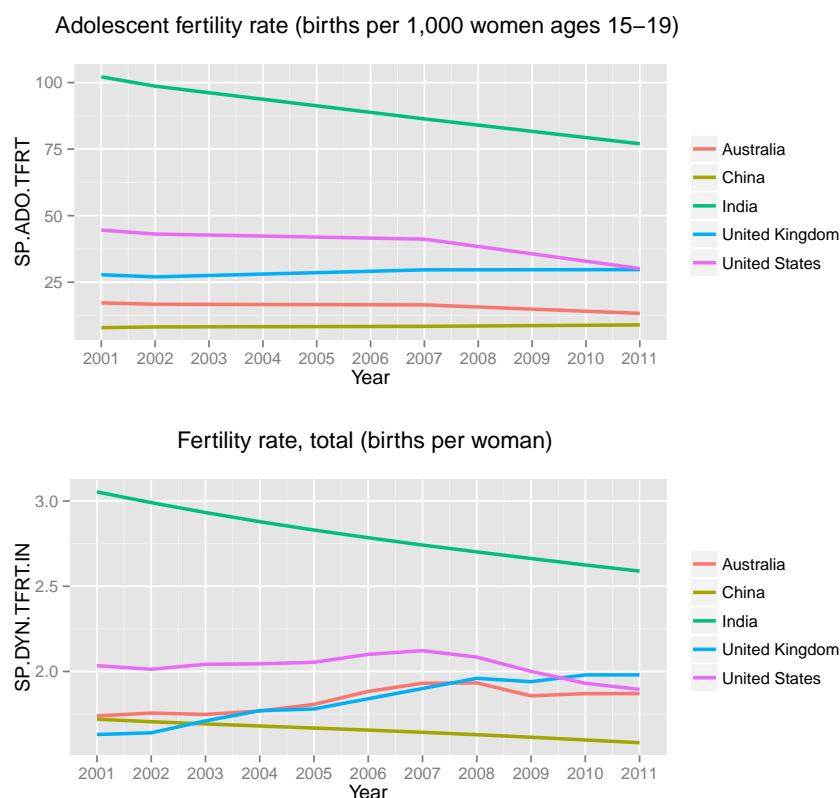 Adolescent fertility rate (births per 1,000 women ages 15−19)
100
75
50
25
SP.ADO.TFRT
2001 2002 2003 2004 2005 2006 2007 2008 2009 2010 2011
Year
Australia
China
India
United Kingdom
United States
Fertility rate, total (births per woman)
3.0
2.5
2.0
SP.DYN.TFRT.IN
2001 2002 2003 2004 2005 2006 2007 2008 2009 2010 2011
Year
Australia
China
India
United Kingdom
United States